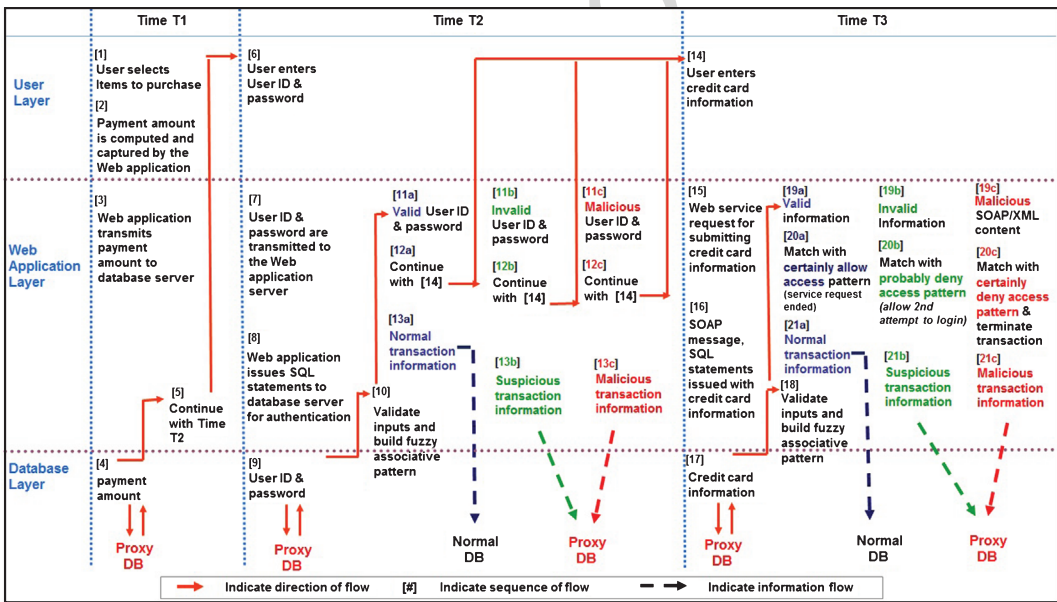 Time T1
Time T2
Time T3
User
Layer
[1]
User selects
Items to purchase
[2]
Payment amount
is computed and
captured by the
Web application
[6]
User enters
User ID &
password
[14]
User enters
credit card
information
Web
Application
Layer
[3]
Web application
transmits
payment
amount to
database server
[5]
Continue
with Time
T2
[7]
User ID &
password are
transmitted to
the Web
application
server
[8]
Web application
issues SQL
statements to
database server
for authentication
[10]
Validate
inputs and
build fuzzy
associative
pattern
[11a]
Valid User ID
& password
[12a]
Continue
with [14]
[13a]
Normal
transaction
information
[11b]
Invalid
User ID &
password
[12b]
Continue
with [14]
[13b]
Suspicious
transaction
information
[11c]
Malicious
User ID &
password
[12c]
Continue
with [14]
[13c]
Malicious
transaction
information
[15]
Web service
request for
submitting
credit card
information
[16]
SOAP
message,
SQL
statements
issued with
credit card
information
[18]
Validate
inputs and
build fuzzy
associative
pattern
[19a]
Valid
information
[20a]
Match with
certainly allow
access pattern
(service request
ended)
[21a]
Normal
transaction
information
[19b]
Invalid
Information
[20b]
Match with
probably deny
access pattern
(allow 2nd
attempt to login)
[21b]
Suspicious
transaction
information
[19c]
Malicious
SOAP/XML
content
[20c]
Match with
certainly
deny access
pattern &
terminate
transaction
[21c]
Malicious
transaction
information
Database
Layer
[4]
payment
amount
Proxy
DB
[9]
User ID &
password
Proxy
DB
Normal
DB
Proxy
DB
[17]
Credit card
information
Proxy
DB
Normal
DB
Proxy
DB
Indicate direction of flow
[#]
Indicate sequence of flow
Indicate information flow